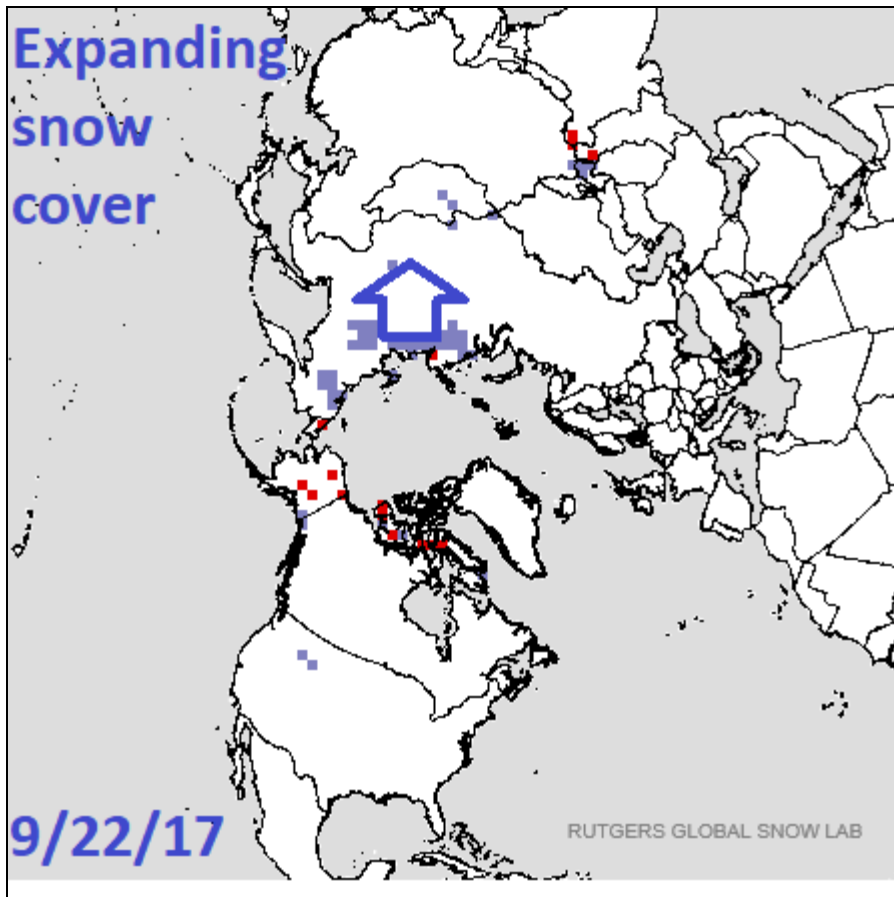 Expanding
snow
cover
9/22/17
RUTGERS GLOBAL SNOW LAB